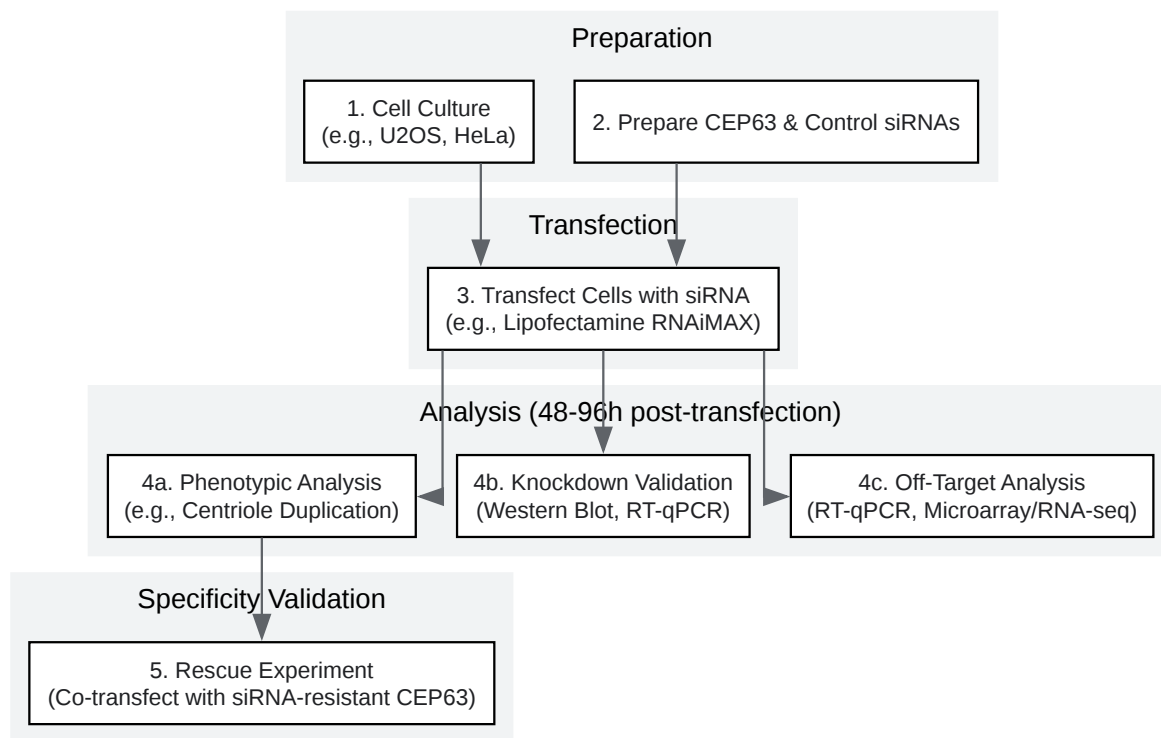 Preparation
1. Cell Culture
(e.g., U2OS, HeLa)
2. Prepare CEP63 & Control siRNAs
Transfection
3. Transfect Cells with siRNA
(e.g., Lipofectamine RNAiMAX)
Analysis (48-96h post-transfection)
4a. Phenotypic Analysis
(e.g., Centriole Duplication)
4b. Knockdown Validation
(Western Blot, RT-qPCR)
4c. Off-Target Analysis
(RT-qPCR, Microarray/RNA-seq)
Specificity Validation
5. Rescue Experiment
(Co-transfect with siRNA-resistant CEP63)